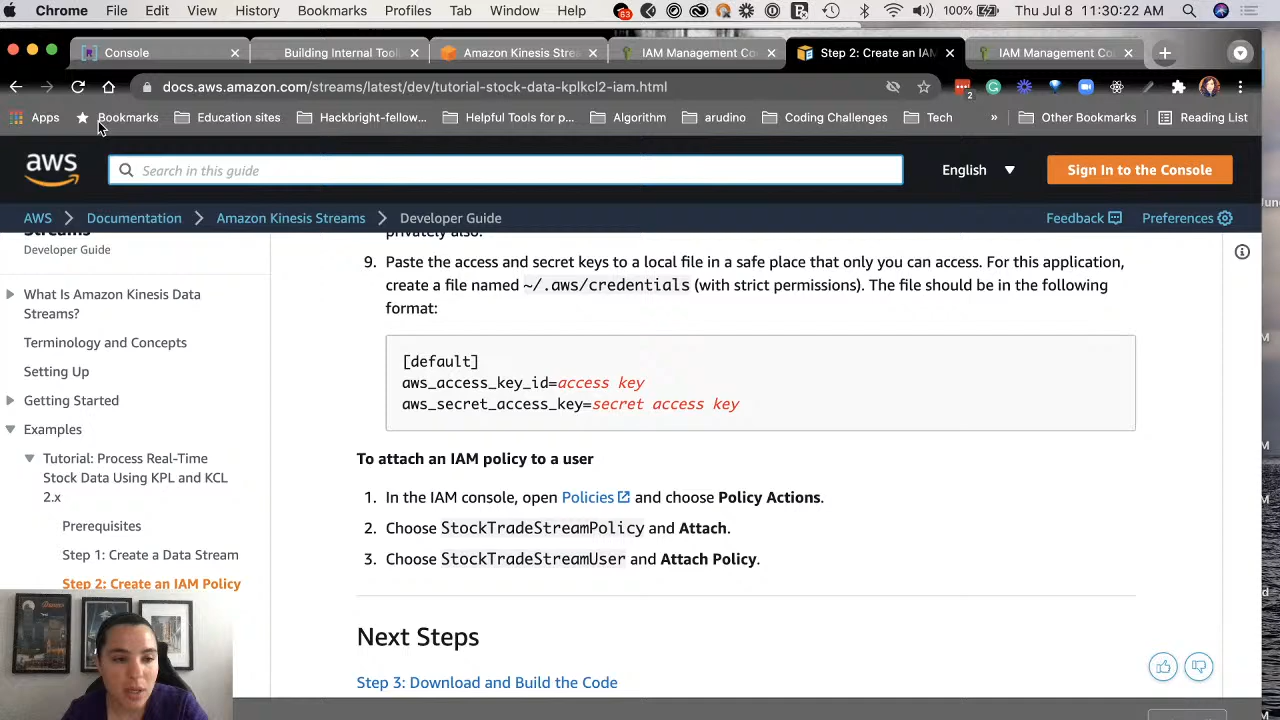 Chrome File Edit View History Bookmarks Profiles Tab Window Help 63 100% Thu Jul 8 11:30:22 AM
Console
Building Internal Tool
Amazon Kinesis Stre
IAM Management Co
Step 2: Create an IAM
IAM Management Co
docs.aws.amazon.com/streams/latest/dev/tutorial-stock-data-kplkcl2-iam.html
2
Apps Bookmarks Education sites Hackbright-fellow... Helpful Tools for p... Algorithm arudino Coding Challenges Tech » Other Bookmarks Reading List
aws Search in this guide English Sign In to the Console
AWS Documentation Amazon Kinesis Streams Developer Guide Feedback Preferences
Streams
Developer Guide
What Is Amazon Kinesis Data
Streams?
Terminology and Concepts
Setting Up
Getting Started
Examples
Tutorial: Process Real-Time
Stock Data Using KPL and KCL
2.x
Prerequisites
Step 1: Create a Data Stream
Step 2: Create an IAM Policy
privately also.
9. Paste the access and secret keys to a local file in a safe place that only you can access. For this application,
create a file named ~/.aws/credentials (with strict permissions). The file should be in the following
format:
[default]
aws_access_key_id=access key
aws_secret_access_key=secret access key
To attach an IAM policy to a user
1. In the IAM console, open Policies and choose Policy Actions.
2. Choose StockTradeStreamPolicy and Attach.
3. Choose StockTradeStreamUser and Attach Policy.
Next Steps
Step 3: Download and Build the Code